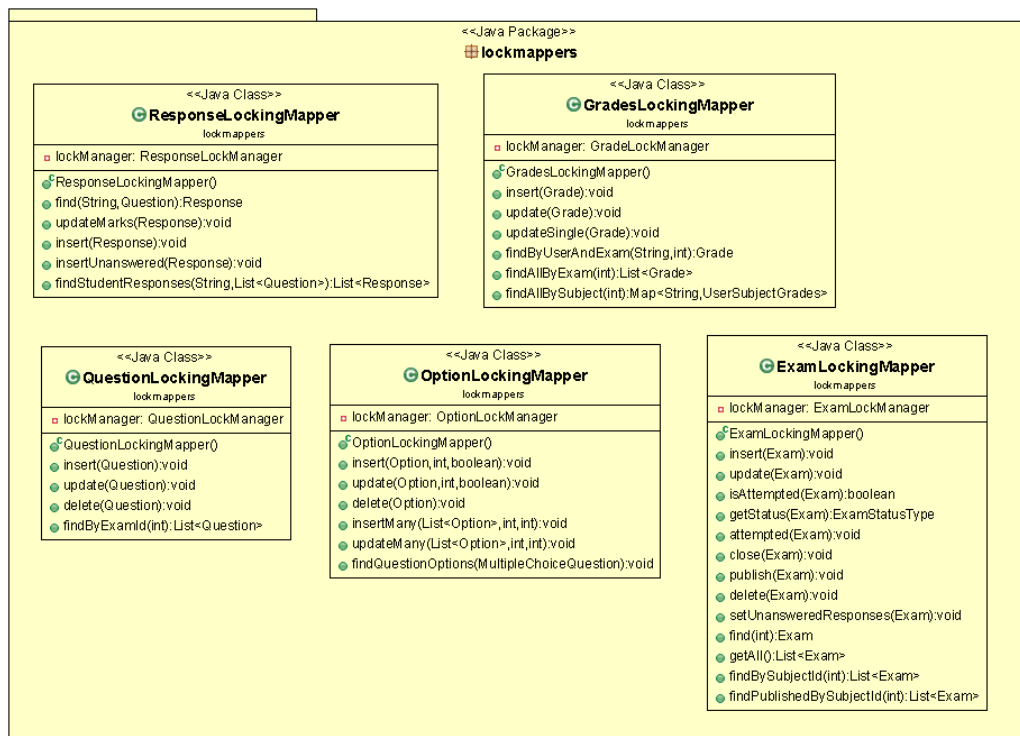 <<Java Package>>
lockmappers
<<Java Class>>
ResponseLockingMapper
lockmappers
lockManager: ResponseLockManager
ResponseLockingMapper()
find(String,Question):Response
updateMarks(Response):void
insert(Response):void
insertUnanswered(Response):void
findStudentResponses(String,List<Question>):List<Response>
<<Java Class>>
GradesLockingMapper
lockmappers
lockManager: GradeLockManager
GradesLockingMapper()
insert(Grade):void
update(Grade):void
updateSingle(Grade):void
findByUserAndExam(String,int):Grade
findAllByExam(int):List<Grade>
findAllBySubject(int):Map<String,UserSubjectGrades>
<<Java Class>>
QuestionLockingMapper
lockmappers
lockManager: QuestionLockManager
QuestionLockingMapper()
insert(Question):void
update(Question):void
delete(Question):void
findByExamId(int):List<Question>
<<Java Class>>
OptionLockingMapper
lockmappers
lockManager: OptionLockManager
OptionLockingMapper()
insert(Option,int,boolean):void
update(Option,int,boolean):void
delete(Option):void
insertMany(List<Option>,int,int):void
updateMany(List<Option>,int,int):void
findQuestionOptions(MultipleChoiceQuestion):void
<<Java Class>>
ExamLockingMapper
lockmappers
lockManager: ExamLockManager
ExamLockingMapper()
insert(Exam):void
update(Exam):void
isAttempted(Exam):boolean
getStatus(Exam):ExamStatusType
attempted(Exam):void
close(Exam):void
publish(Exam):void
delete(Exam):void
setUnansweredResponses(Exam):void
find(int):Exam
getAll():List<Exam>
findBySubjectId(int):List<Exam>
findPublishedBySubjectId(int):List<Exam>